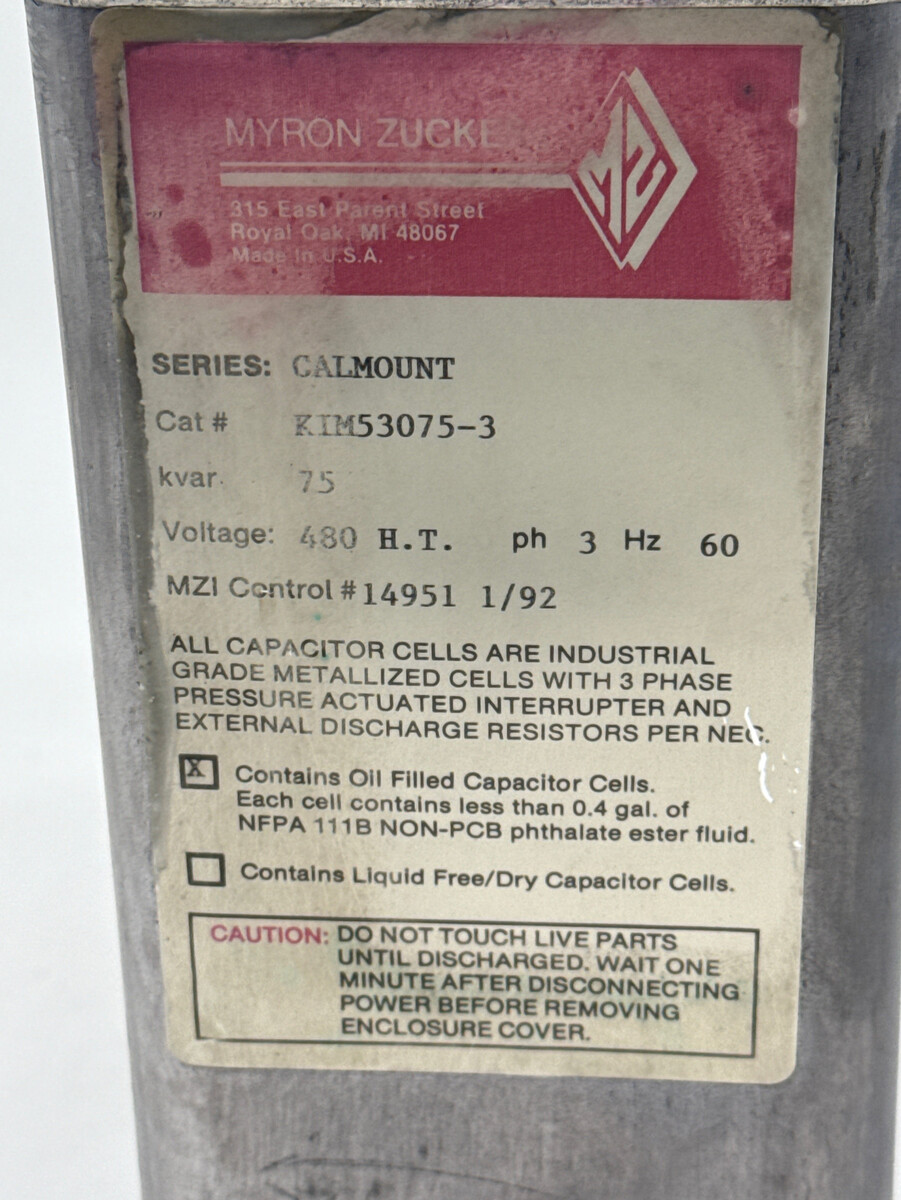 MYRON ZUCKE
MZI
315 East Parent Street
Royal Oak, MI 48067
Made in U.S.A.
SERIES: CALMOUNT
Cat # KIM53075-3
kvar. 75
Voltage: 480 H.T. ph 3 Hz 60
MZI Control # 14951 1/92
ALL CAPACITOR CELLS ARE INDUSTRIAL
GRADE METALLIZED CELLS WITH 3 PHASE
PRESSURE ACTUATED INTERRUPTER AND
EXTERNAL DISCHARGE RESISTORS PER NEC.
X Contains Oil Filled Capacitor Cells.
Each cell contains less than 0.4 gal. of
NFPA 111B NON-PCB phthalate ester fluid.
Contains Liquid Free/Dry Capacitor Cells.
CAUTION: DO NOT TOUCH LIVE PARTS
UNTIL DISCHARGED. WAIT ONE
MINUTE AFTER DISCONNECTING
POWER BEFORE REMOVING
ENCLOSURE COVER.